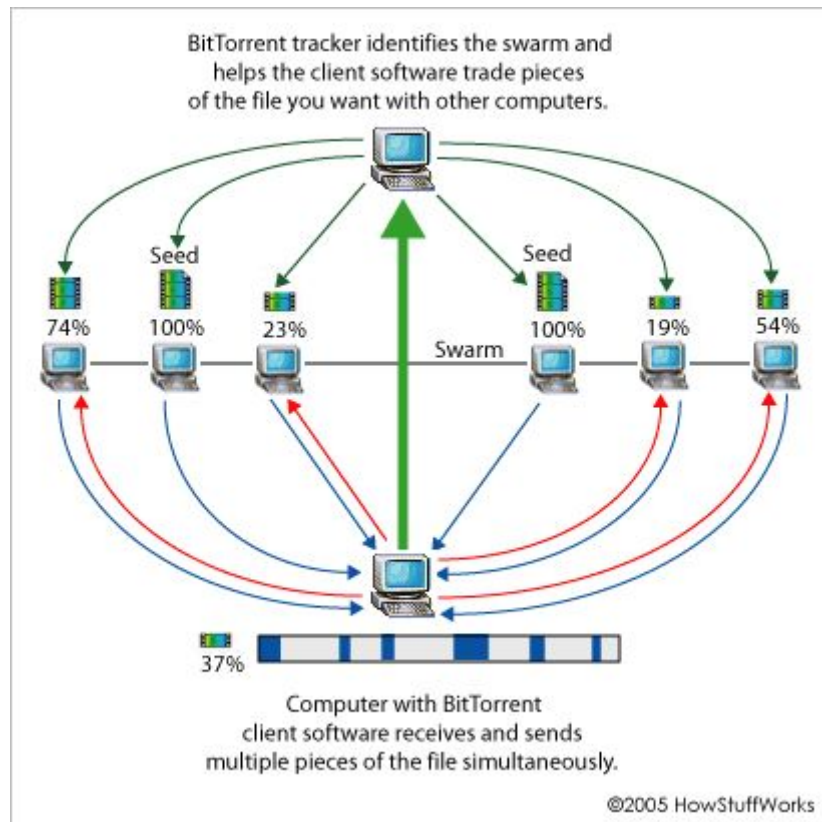 BitTorrent tracker identifies the swarm and
helps the client software trade pieces
of the file you want with other computers.
Seed
Seed
74%
100%
23%
100%
19%
54%
Swarm
37%
Computer with BitTorrent
client software receives and sends
multiple pieces of the file simultaneously.
©2005 HowStuffWorks